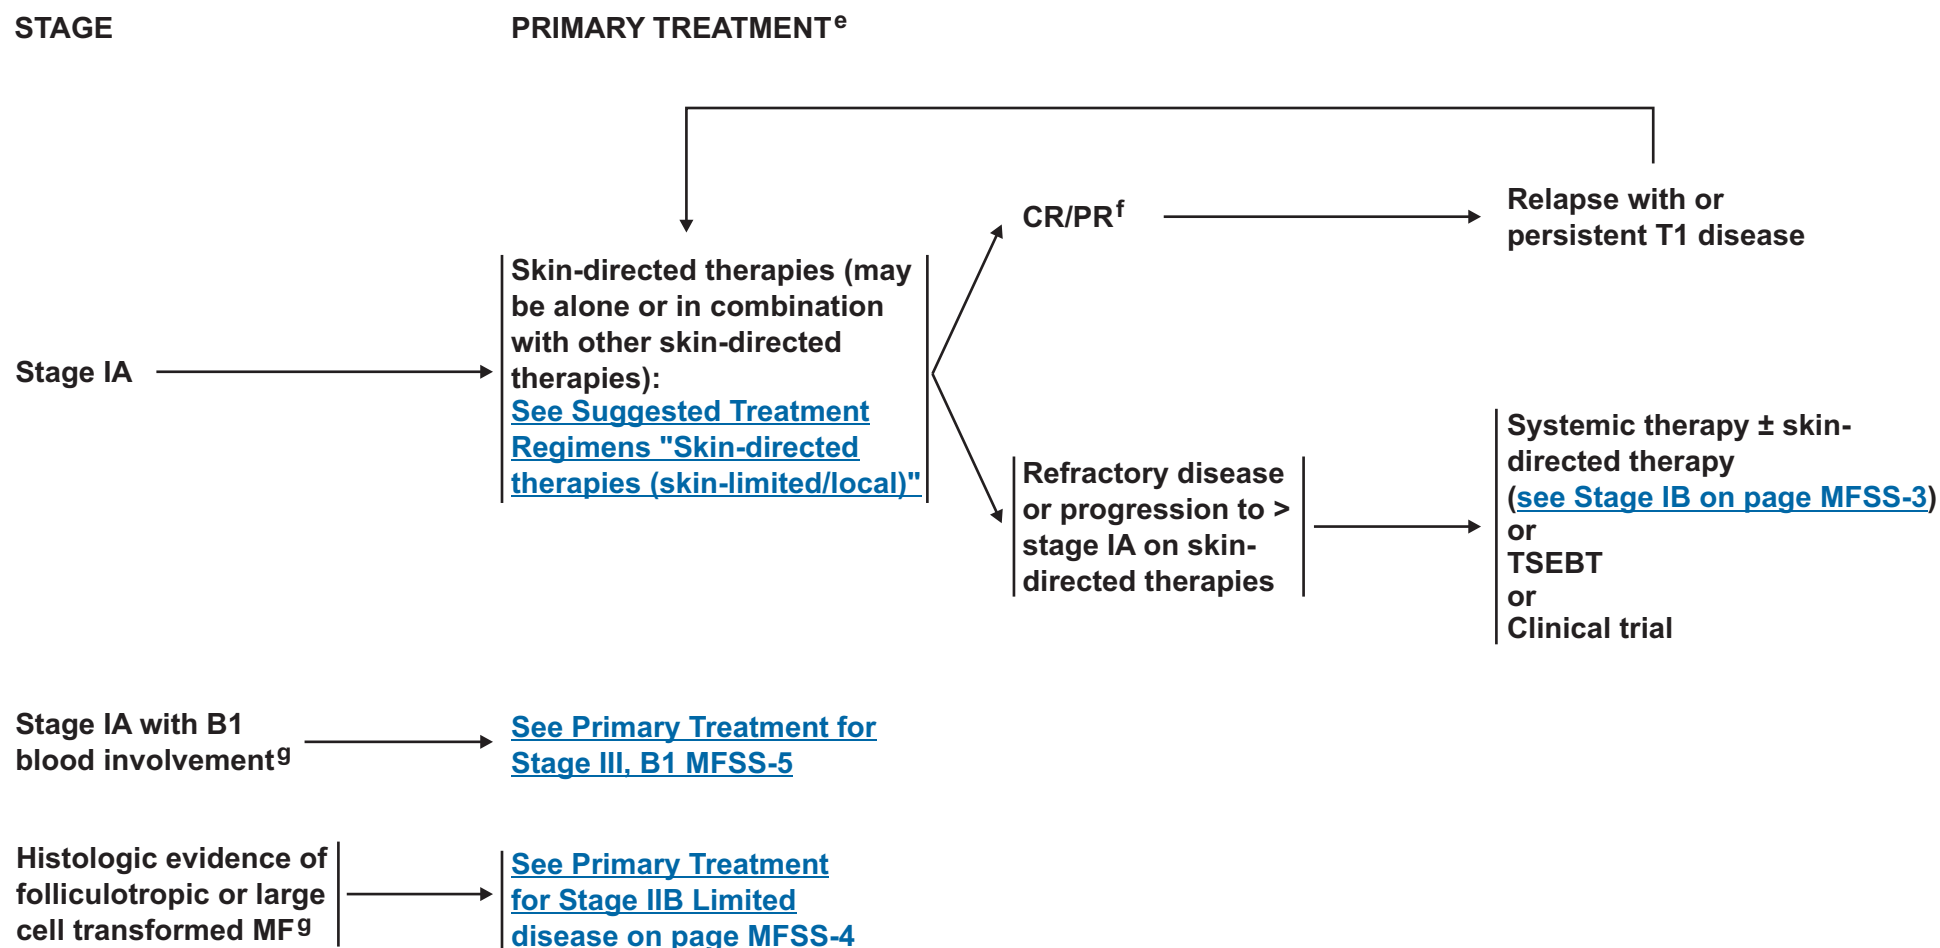 STAGE
PRIMARY TREATMENTe
Stage IA
Skin-directed therapies (may
be alone or in combination
with other skin-directed
therapies):
See Suggested Treatment
Regimens "Skin-directed
therapies (skin-limited/local)"
CR/PRf
Relapse with or
persistent T1 disease
Refractory disease
or progression to >
stage IA on skin-
directed therapies
Systemic therapy ± skin-
directed therapy
(see Stage IB on page MFSS-3)
or
TSEBT
or
Clinical trial
Stage IA with B1
blood involvementg
See Primary Treatment for
Stage III, B1 MFSS-5
Histologic evidence of
folliculotropic or large
cell transformed MFg
See Primary Treatment
for Stage IIB Limited
disease on page MFSS-4